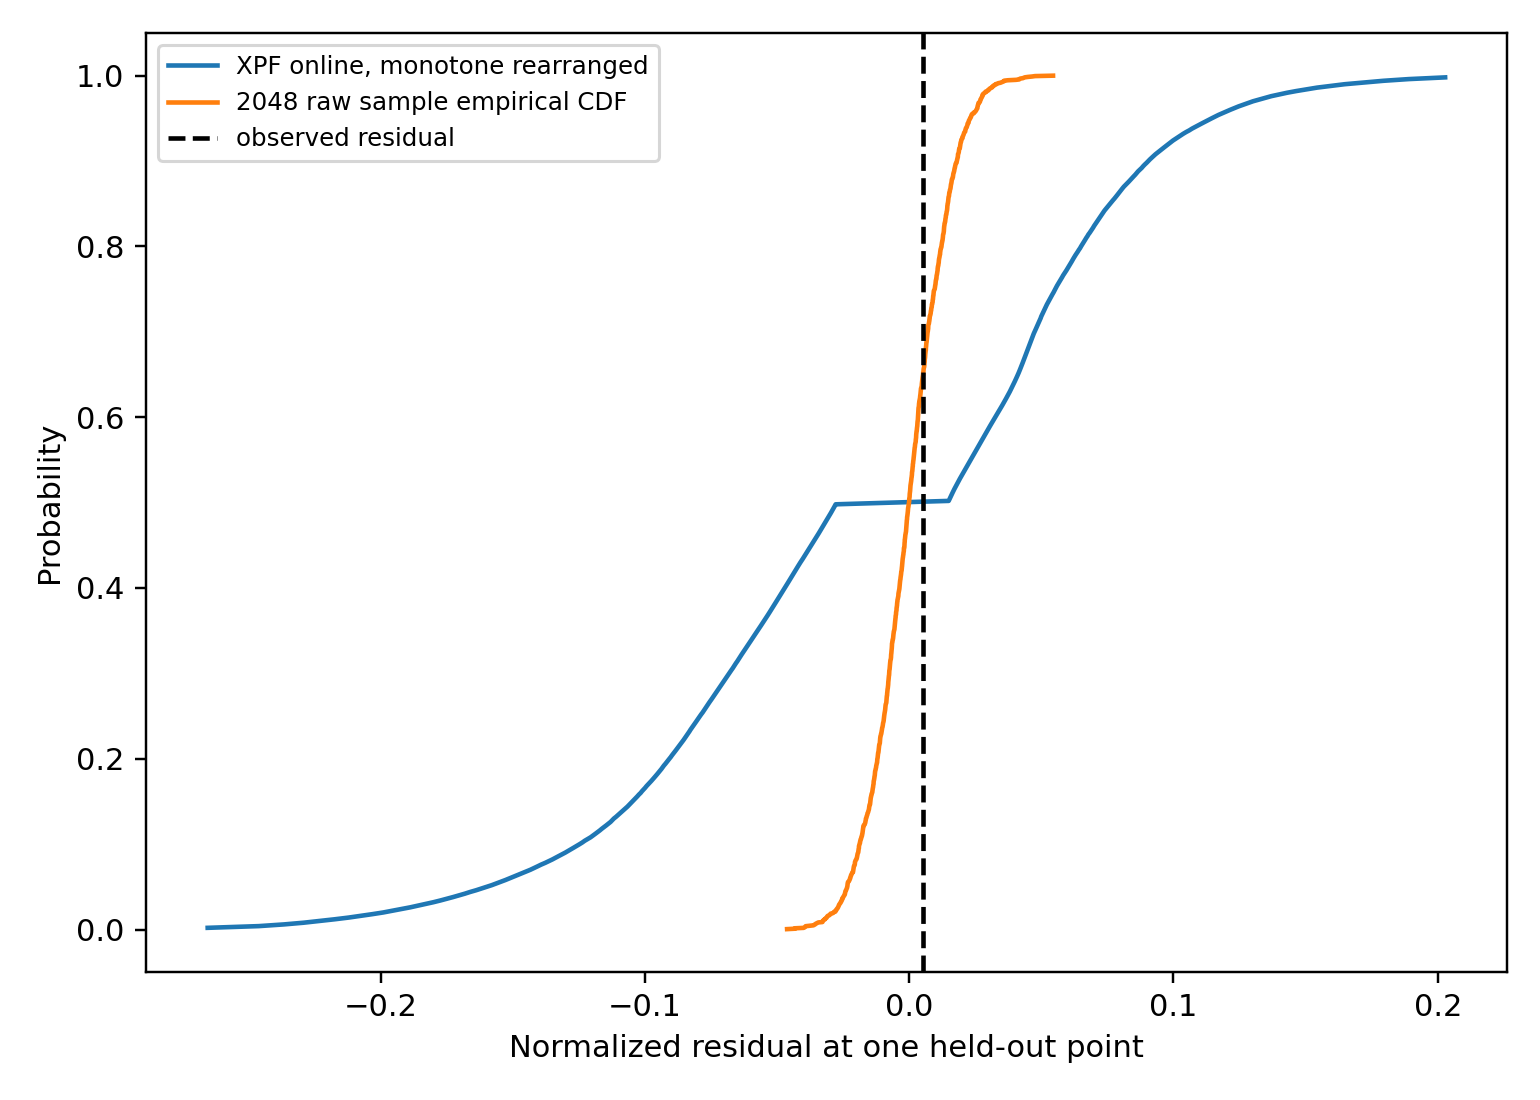 XPF online, monotone rearranged
2048 raw sample empirical CDF
observed residual
1.0
0.8
0.6
0.4
0.2
0.0
Probability
−0.2
−0.1
0.0
0.1
0.2
Normalized residual at one held-out point